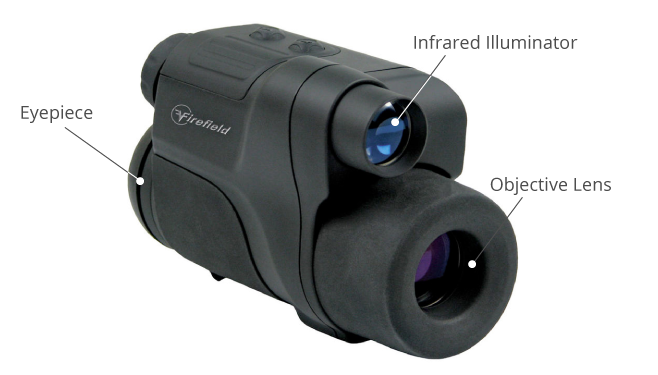 Infrared Illuminator
Eyepiece
Firefield
Objective Lens